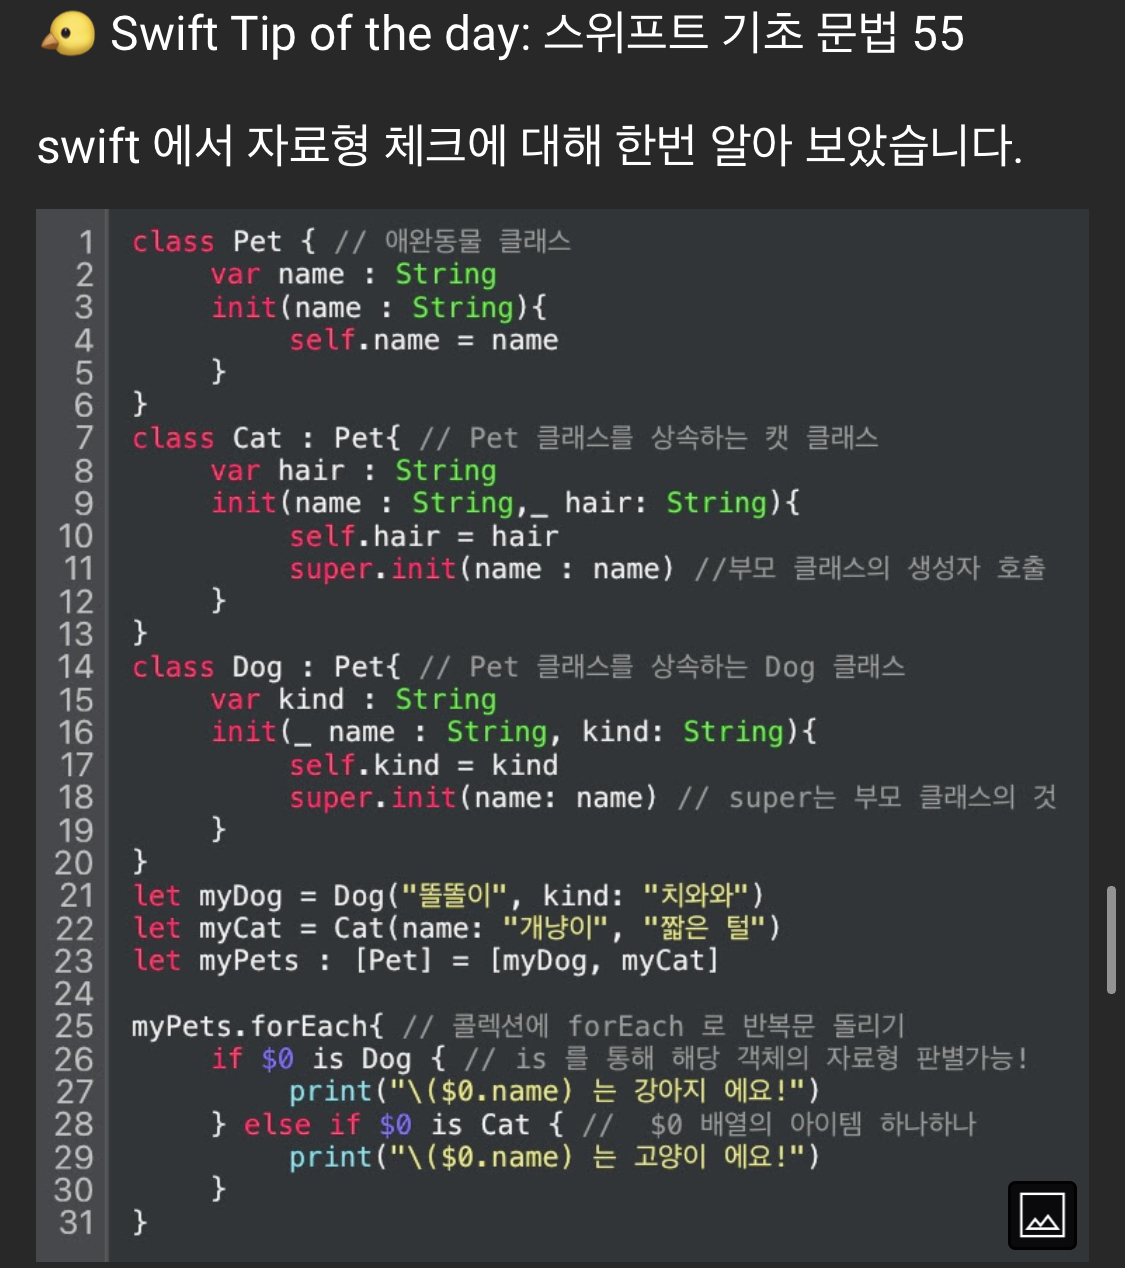 🐤 Swift Tip of the day: 스위프트 기초 문법 55
swift 에서 자료형 체크에 대해 한번 알아 보았습니다.
1 class Pet { // 애완동물 클래스
2 var name : String
3 init(name : String){
4 self.name = name
5 }
6 }
7 class Cat : Pet{ // Pet 클래스를 상속하는 캣 클래스
8 var hair : String
9 init(name : String,_ hair: String){
10 self.hair = hair
11 super.init(name : name) //부모 클래스의 생성자 호출
12 }
13 }
14 class Dog : Pet{ // Pet 클래스를 상속하는 Dog 클래스
15 var kind : String
16 init(_ name : String, kind: String){
17 self.kind = kind
18 super.init(name: name) // super는 부모 클래스의 것
19 }
20 }
21 let myDog = Dog("똘똘이", kind: "치와와")
22 let myCat = Cat(name: "개냥이", "짧은 털")
23 let myPets : [Pet] = [myDog, myCat]
24
25 myPets.forEach{ // 콜렉션에 forEach 로 반복문 돌리기
26 if $0 is Dog { // is 를 통해 해당 객체의 자료형 판별가능!
27 print("\($0.name) 는 강아지 에요!")
28 } else if $0 is Cat { //  $0 배열의 아이템 하나하나
29 print("\($0.name) 는 고양이 에요!")
30 }
31 }